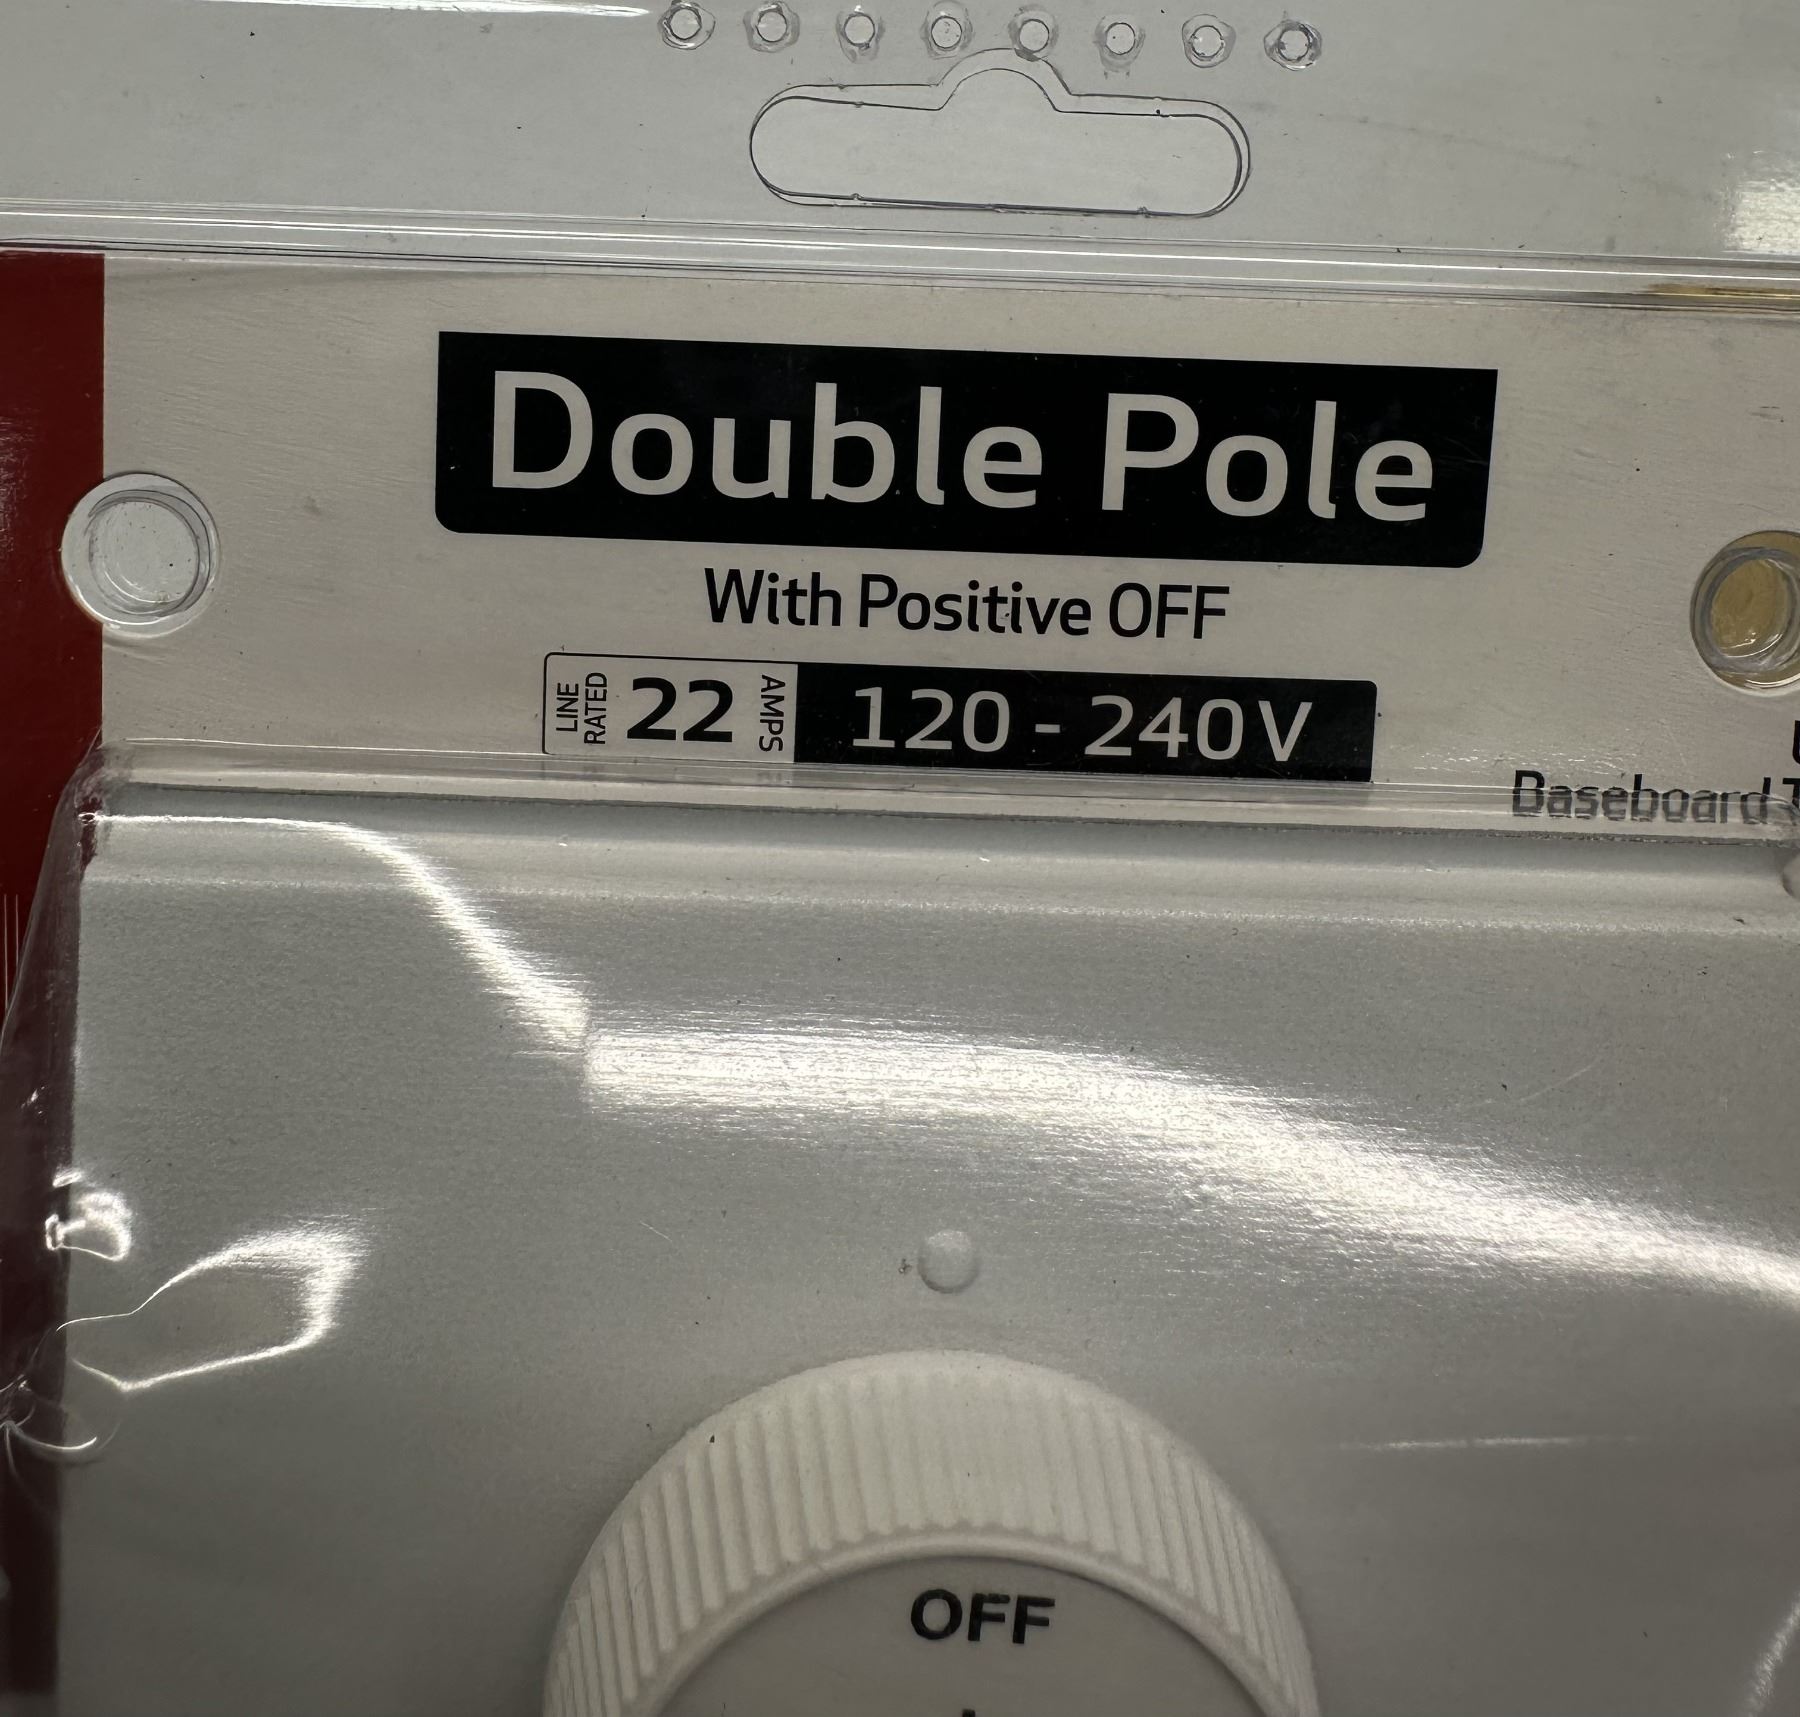 Double Pole
With Positive OFF
LINE RATED 22 AMPS 120 - 240V
Baseboard
OFF